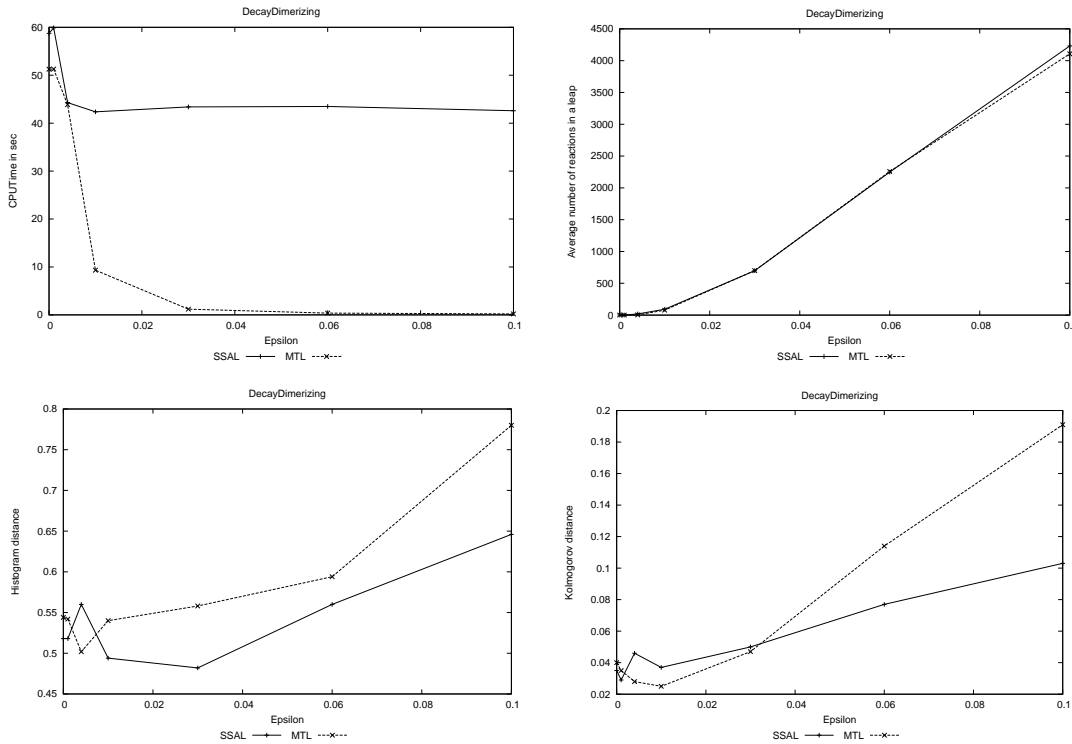 DecayDimerizing
60
50
40
30
20
10
0
CPUTime in sec
0 0.02 0.04 0.06 0.08 0.1
Epsilon
SSAL MTL
DecayDimerizing
4500
4000
3500
3000
2500
2000
1500
1000
500
0
Average number of reactions in a leap
0 0.02 0.04 0.06 0.08 0.
Epsilon
SSAL MTL
DecayDimerizing
0.8
0.75
0.7
0.65
0.6
0.55
0.5
0.45
Histogram distance
0 0.02 0.04 0.06 0.08 0.1
Epsilon
SSAL MTL
DecayDimerizing
0.2
0.18
0.16
0.14
0.12
0.1
0.08
0.06
0.04
0.02
Kolmogorov distance
0 0.02 0.04 0.06 0.08 0.1
Epsilon
SSAL MTL